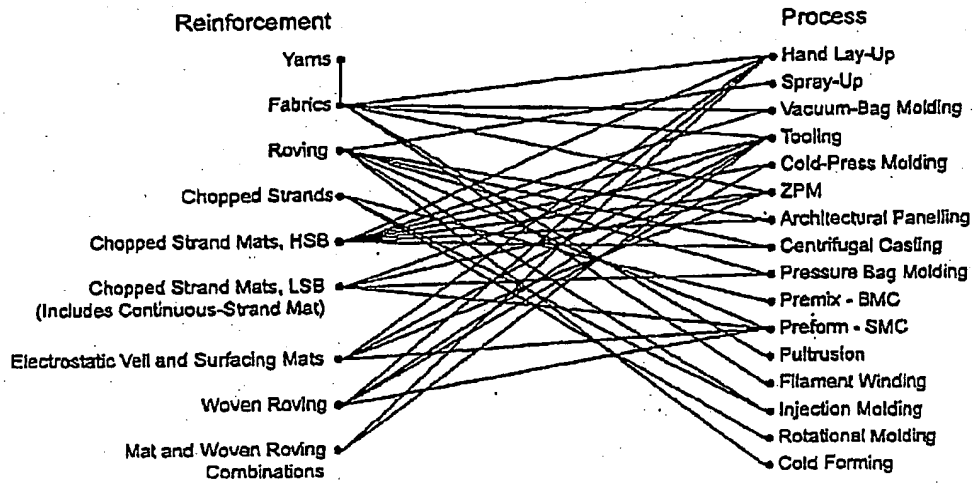 Reinforcement
Yarns
Fabrics
Roving
Chopped Strands
Chopped Strand Mats, HSB
Chopped Strand Mats, LSB
(Includes Continuous-Strand Mat)
Electrostatic Veil and Surfacing Mats
Woven Roving
Mat and Woven Roving
Combinations
Process
Hand Lay-Up
Spray-Up
Vacuum-Bag Molding
Tooling
Cold-Press Molding
ZPM
Architectural Panelling
Centrifugal Casting
Pressure Bag Molding
Premix - BMC
Preform - SMC
Pultrusion
Filament Winding
Injection Molding
Rotational Molding
Cold Forming